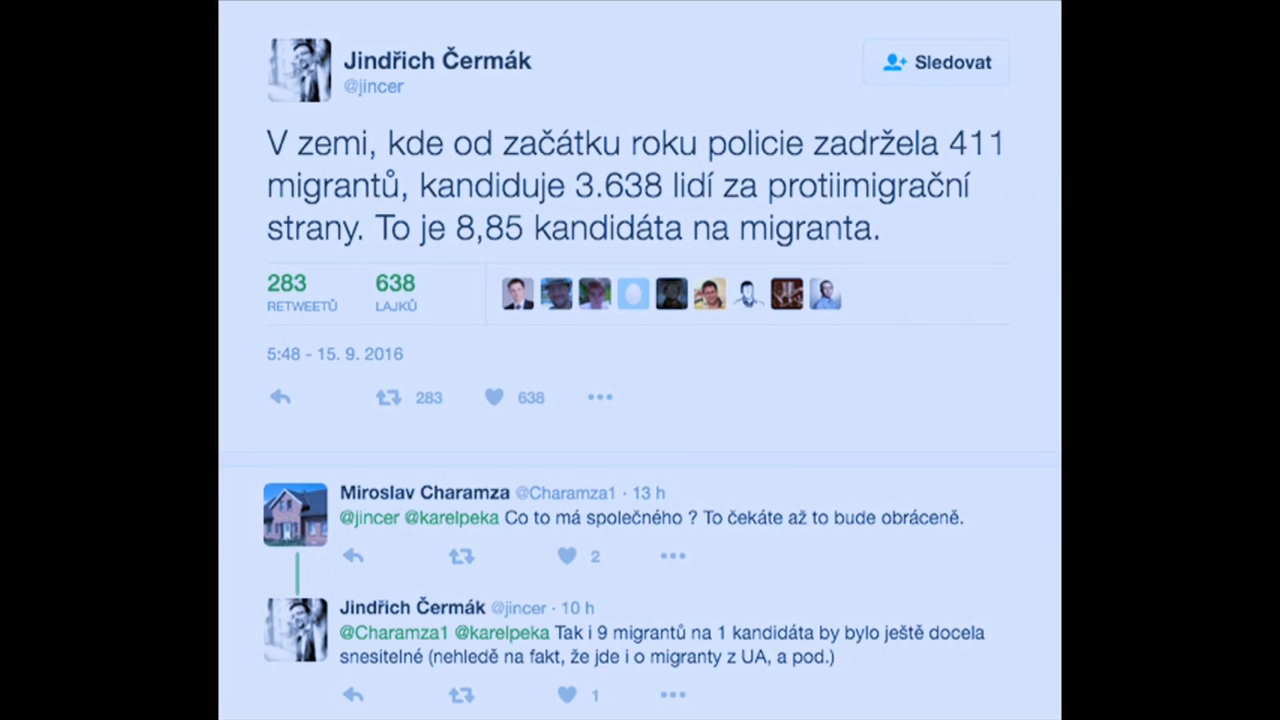 Jindřich Čermák
@jincer
Sledovat
V zemi, kde od začátku roku policie zadržela 411
migrantů, kandiduje 3.638 lidí za protiimigrační
strany. To je 8,85 kandidáta na migranta.
283 638
RETWEETŮ LAJKŮ
5:48 - 15. 9. 2016
283 638
Miroslav Charamza @Charamza1 · 13 h
@jincer @karelpeka Co to má společného ? To čekáte až to bude obráceně.
2
Jindřich Čermák @jincer · 10 h
@Charamza1 @karelpeka Tak i 9 migrantů na 1 kandidáta by bylo ještě docela
snesitelné (nehledě na fakt, že jde i o migranty z UA, a pod.)
1